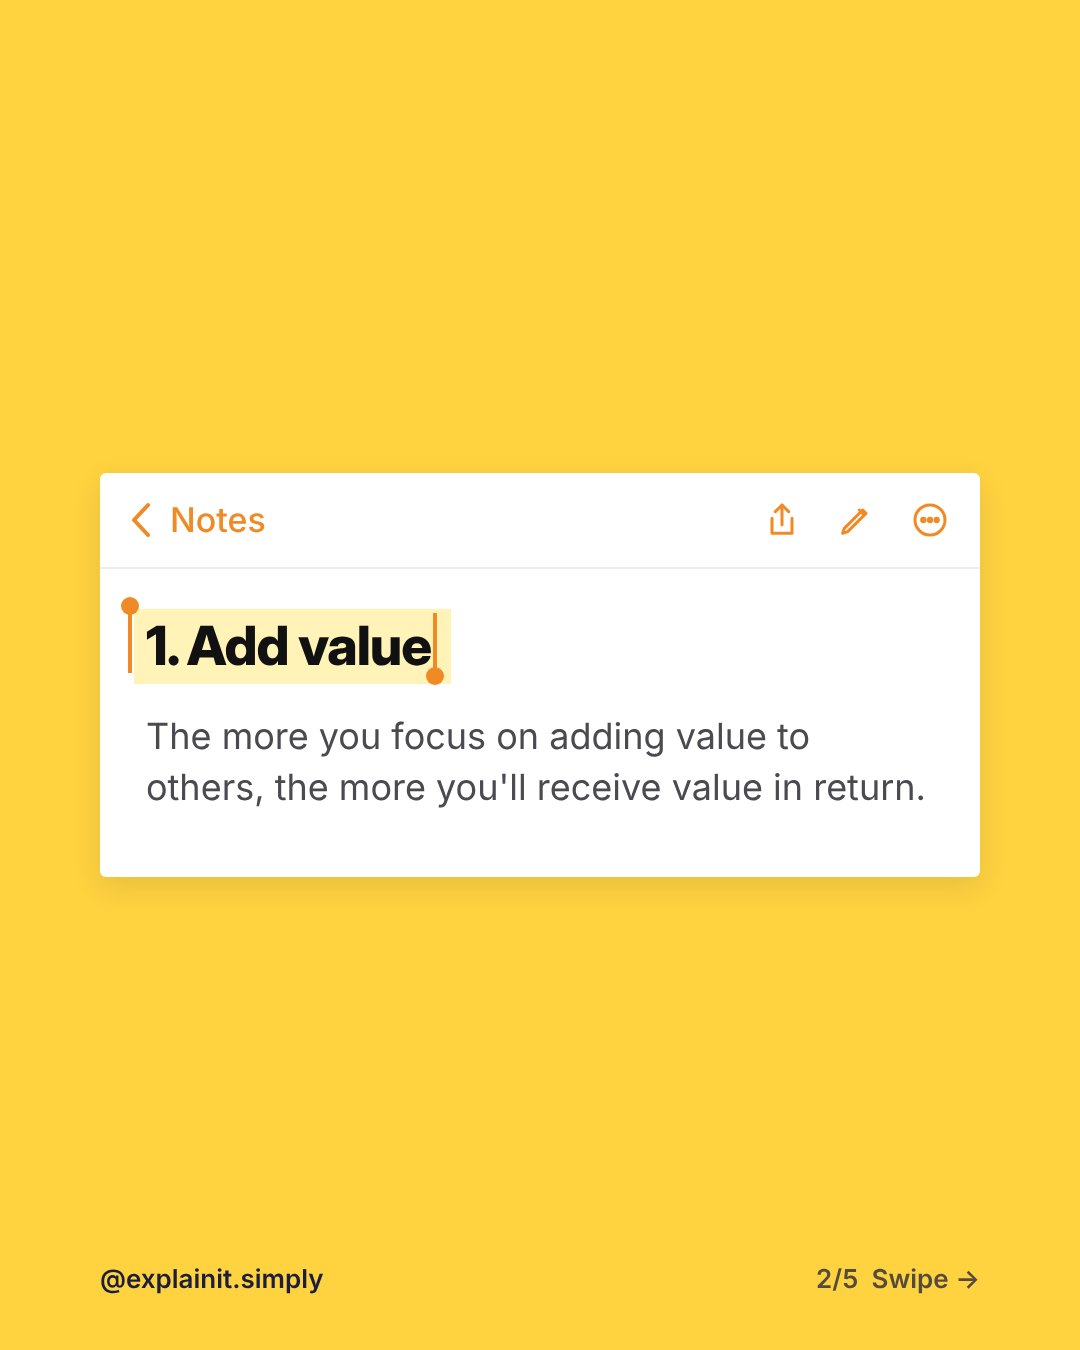 Notes
1. Add value
The more you focus on adding value to
others, the more you'll receive value in return.
@explainit.simply
2/5 Swipe →